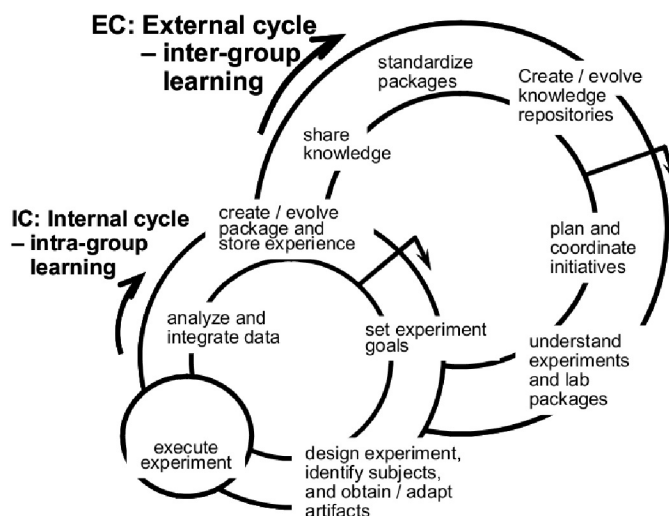 EC: External cycle
– inter-group
learning
standardize
packages
Create / evolve
knowledge
repositories
share
knowledge
IC: Internal cycle
– intra-group
learning
create / evolve
package and
store experience
plan and
coordinate
initiatives
analyze and
integrate data
set experiment
goals
understand
experiments
and lab
packages
execute
experiment
design experiment,
identify subjects,
and obtain / adapt
artifacts